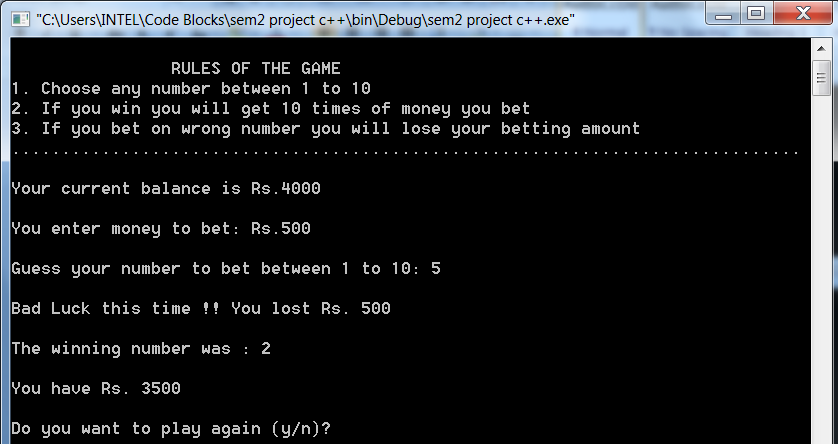 "C:\Users\INTEL\Code Blocks\sem2 project c++\bin\Debug\sem2 project c++.exe"
RULES OF THE GAME
1. Choose any number between 1 to 10
2. If you win you will get 10 times of money you bet
3. If you bet on wrong number you will lose your betting amount
...............................................................................
Your current balance is Rs.4000
You enter money to bet: Rs.500
Guess your number to bet between 1 to 10: 5
Bad Luck this time !! You lost Rs. 500
The winning number was : 2
You have Rs. 3500
Do you want to play again (y/n)?